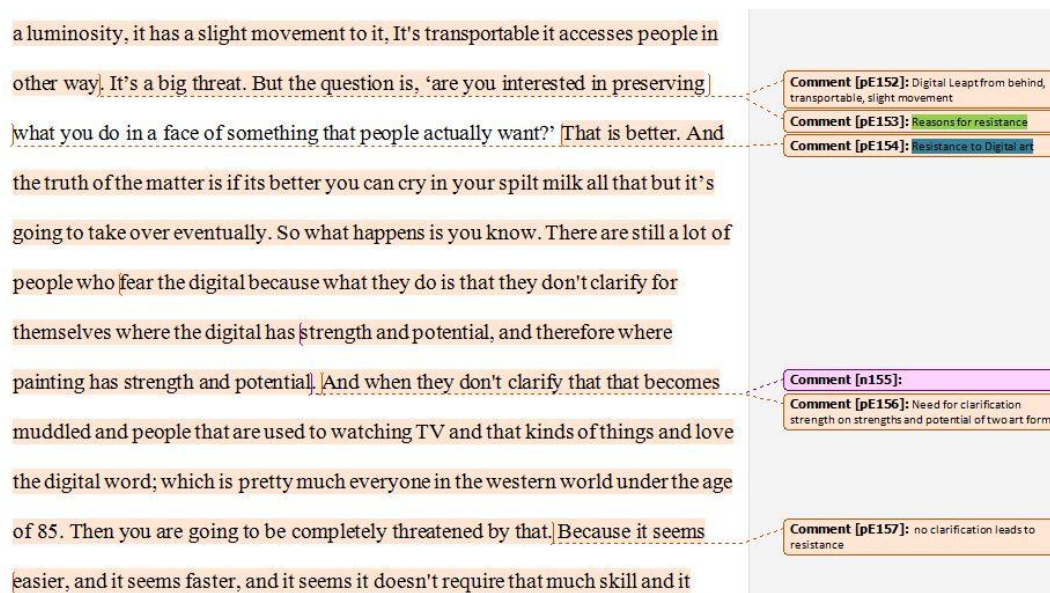 a luminosity, it has a slight movement to it, It's transportable it accesses people in
other way. It’s a big threat. But the question is, ‘are you interested in preserving
what you do in a face of something that people actually want?’ That is better. And
the truth of the matter is if its better you can cry in your spilt milk all that but it’s
going to take over eventually. So what happens is you know. There are still a lot of
people who fear the digital because what they do is that they don't clarify for
themselves where the digital has strength and potential, and therefore where
painting has strength and potential. And when they don't clarify that that becomes
muddled and people that are used to watching TV and that kinds of things and love
the digital word; which is pretty much everyone in the western world under the age
of 85. Then you are going to be completely threatened by that. Because it seems
easier, and it seems faster, and it seems it doesn't require that much skill and it
Comment [pE152]: Digital Leapt from behind,
transportable, slight movement
Comment [pE153]: Reasons for resistance
Comment [pE154]: Resistance to Digital art
Comment [n155]:
Comment [pE156]: Need for clarification
strength on strengths and potential of two art form
Comment [pE157]: no clarification leads to
resistance